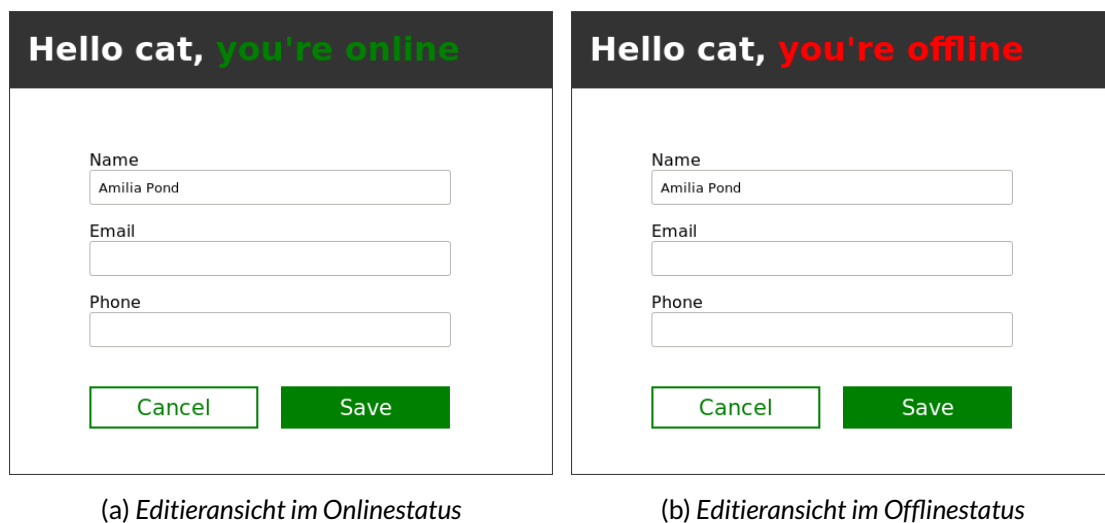 Hello cat, you're online
Name
Amilia Pond
Email
Phone
Cancel Save
(a) Editieransicht im Onlinestatus
Hello cat, you're offline
Name
Amilia Pond
Email
Phone
Cancel Save
(b) Editieransicht im Offlinestatus